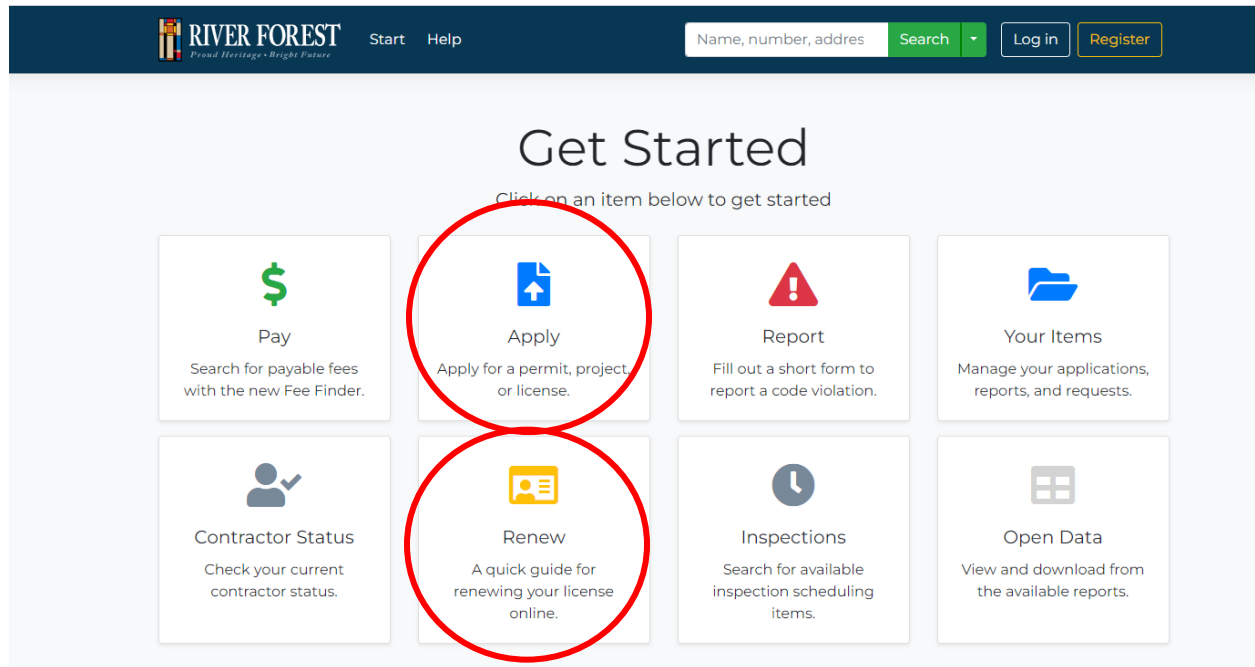 RIVER FOREST
Proud Heritage • Bright Future
Start
Help
Name, number, addres
Search
Log in
Register
Get Started
Click on an item below to get started
Pay
Search for payable fees
with the new Fee Finder.
Apply
Apply for a permit, project,
or license.
Report
Fill out a short form to
report a code violation.
Your Items
Manage your applications,
reports, and requests.
Contractor Status
Check your current
contractor status.
Renew
A quick guide for
renewing your license
online.
Inspections
Search for available
inspection scheduling
items.
Open Data
View and download from
the available reports.